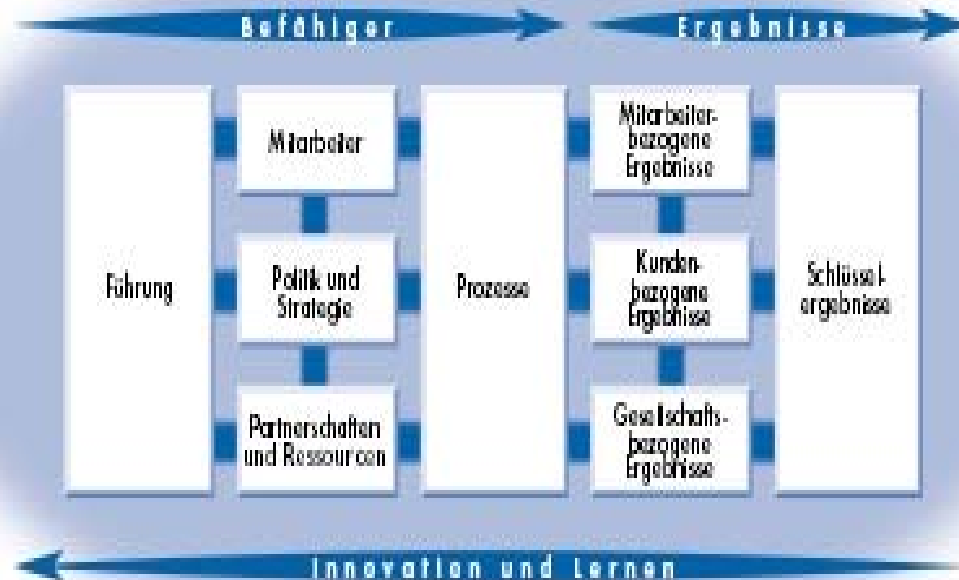 Befähiger
Ergebnisse
Führung
Mitarbeiter
Politik und
Strategie
Partnerschaften
und Ressourcen
Prozesse
Mitarbeiter-
bezogene
Ergebnisse
Kunden-
bezogene
Ergebnisse
Gesellschafts-
bezogene
Ergebnisse
Schlüssel-
ergebnisse
Innovation und Lernen